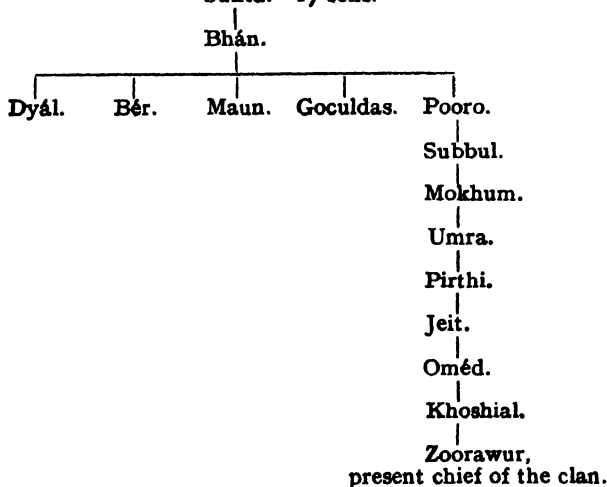 Bhán.
Dyál. Bér. Maun. Goculdas. Pooro.
Subbul.
Mokhum.
Umra.
Pirthi.
Jeit.
Oméd.
Khoshial.
Zoorawur,
present chief of the clan.